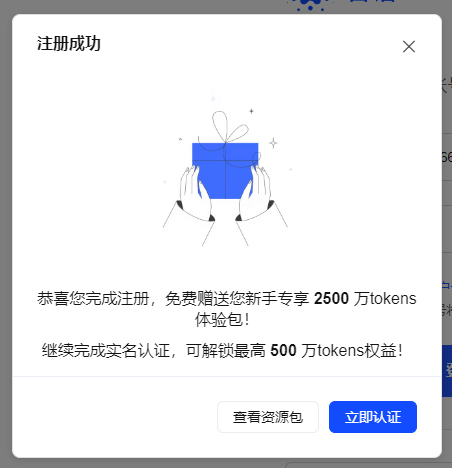 注册成功
恭喜您完成注册，免费赠送您新手专享 2500 万tokens
体验包！
继续完成实名认证，可解锁最高 500 万tokens权益！
查看资源包
立即认证